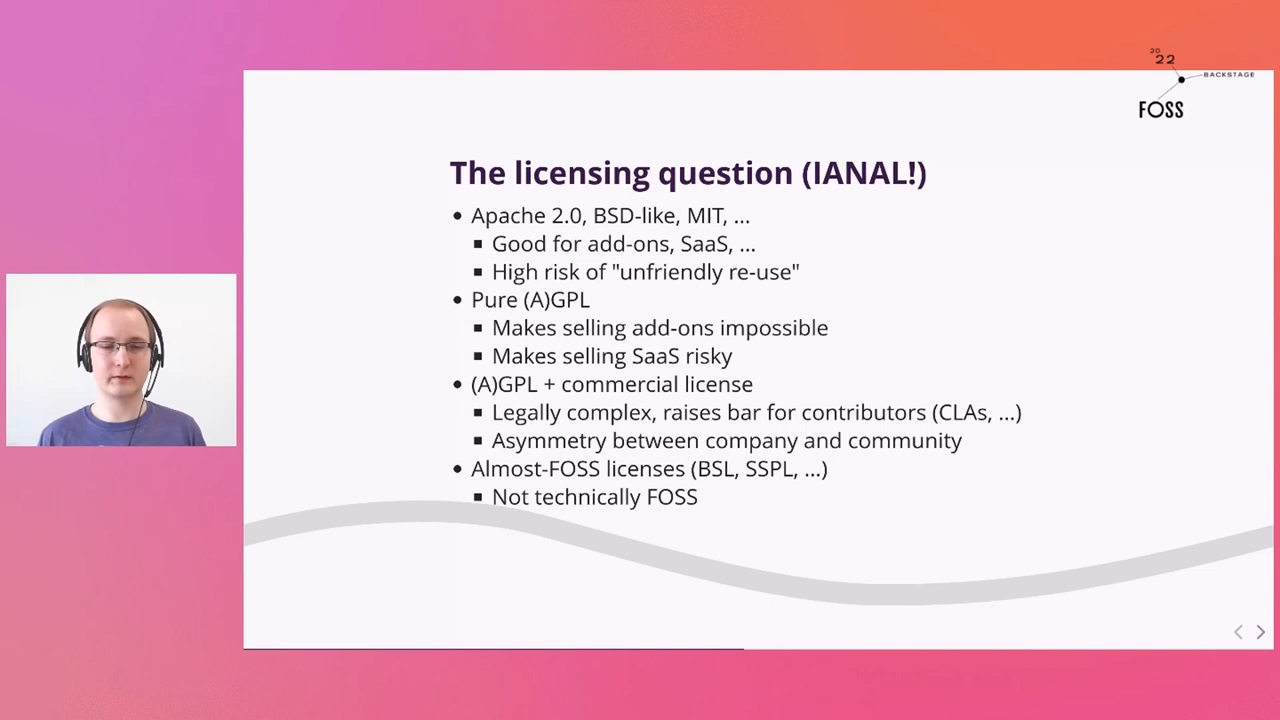 20
22
BACKSTAGE
FOSS
The licensing question (IANAL!)
• Apache 2.0, BSD-like, MIT, ...
▪ Good for add-ons, SaaS, ...
▪ High risk of "unfriendly re-use"
• Pure (A)GPL
▪ Makes selling add-ons impossible
▪ Makes selling SaaS risky
• (A)GPL + commercial license
▪ Legally complex, raises bar for contributors (CLAs, ...)
▪ Asymmetry between company and community
• Almost-FOSS licenses (BSL, SSPL, ...)
▪ Not technically FOSS